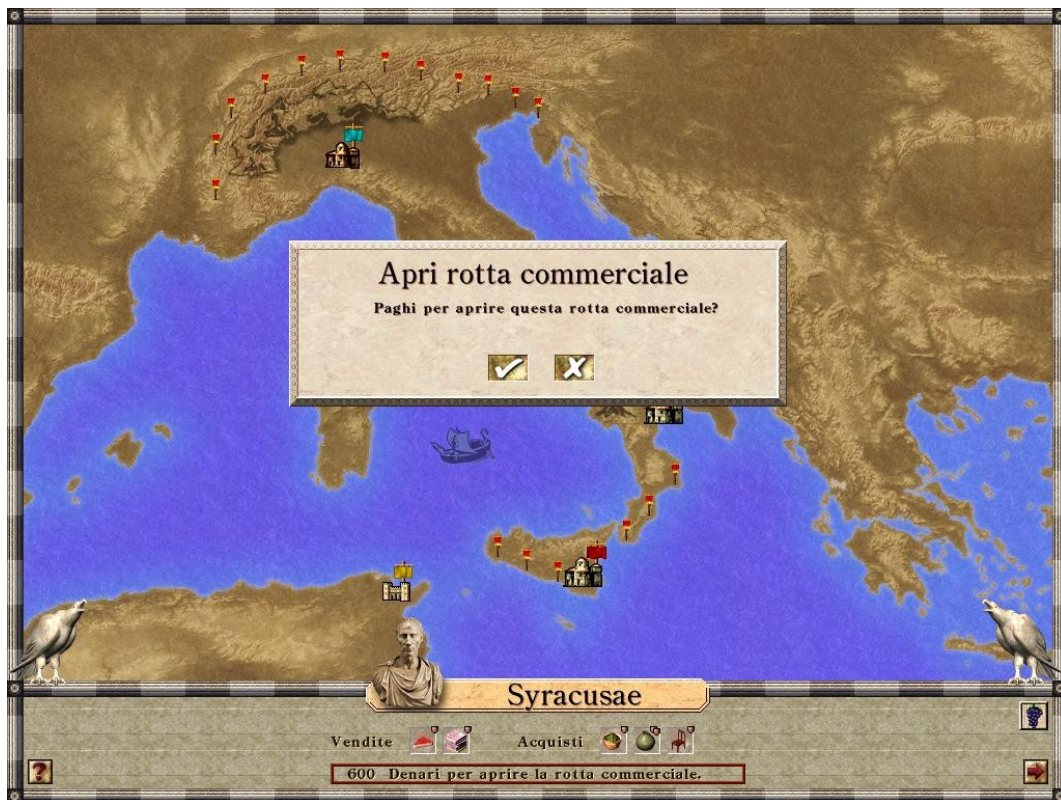 Apri rotta commerciale
Paghi per aprire questa rotta commerciale?
Syracusae
Vendite Acquisti
600 Denari per aprire la rotta commerciale.
?